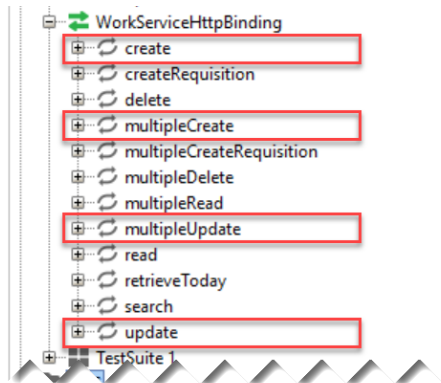 WorkServiceHttpBinding
create
createRequisition
delete
multipleCreate
multipleCreateRequisition
multipleDelete
multipleRead
multipleUpdate
read
retrieveToday
search
update
TestSuite 1